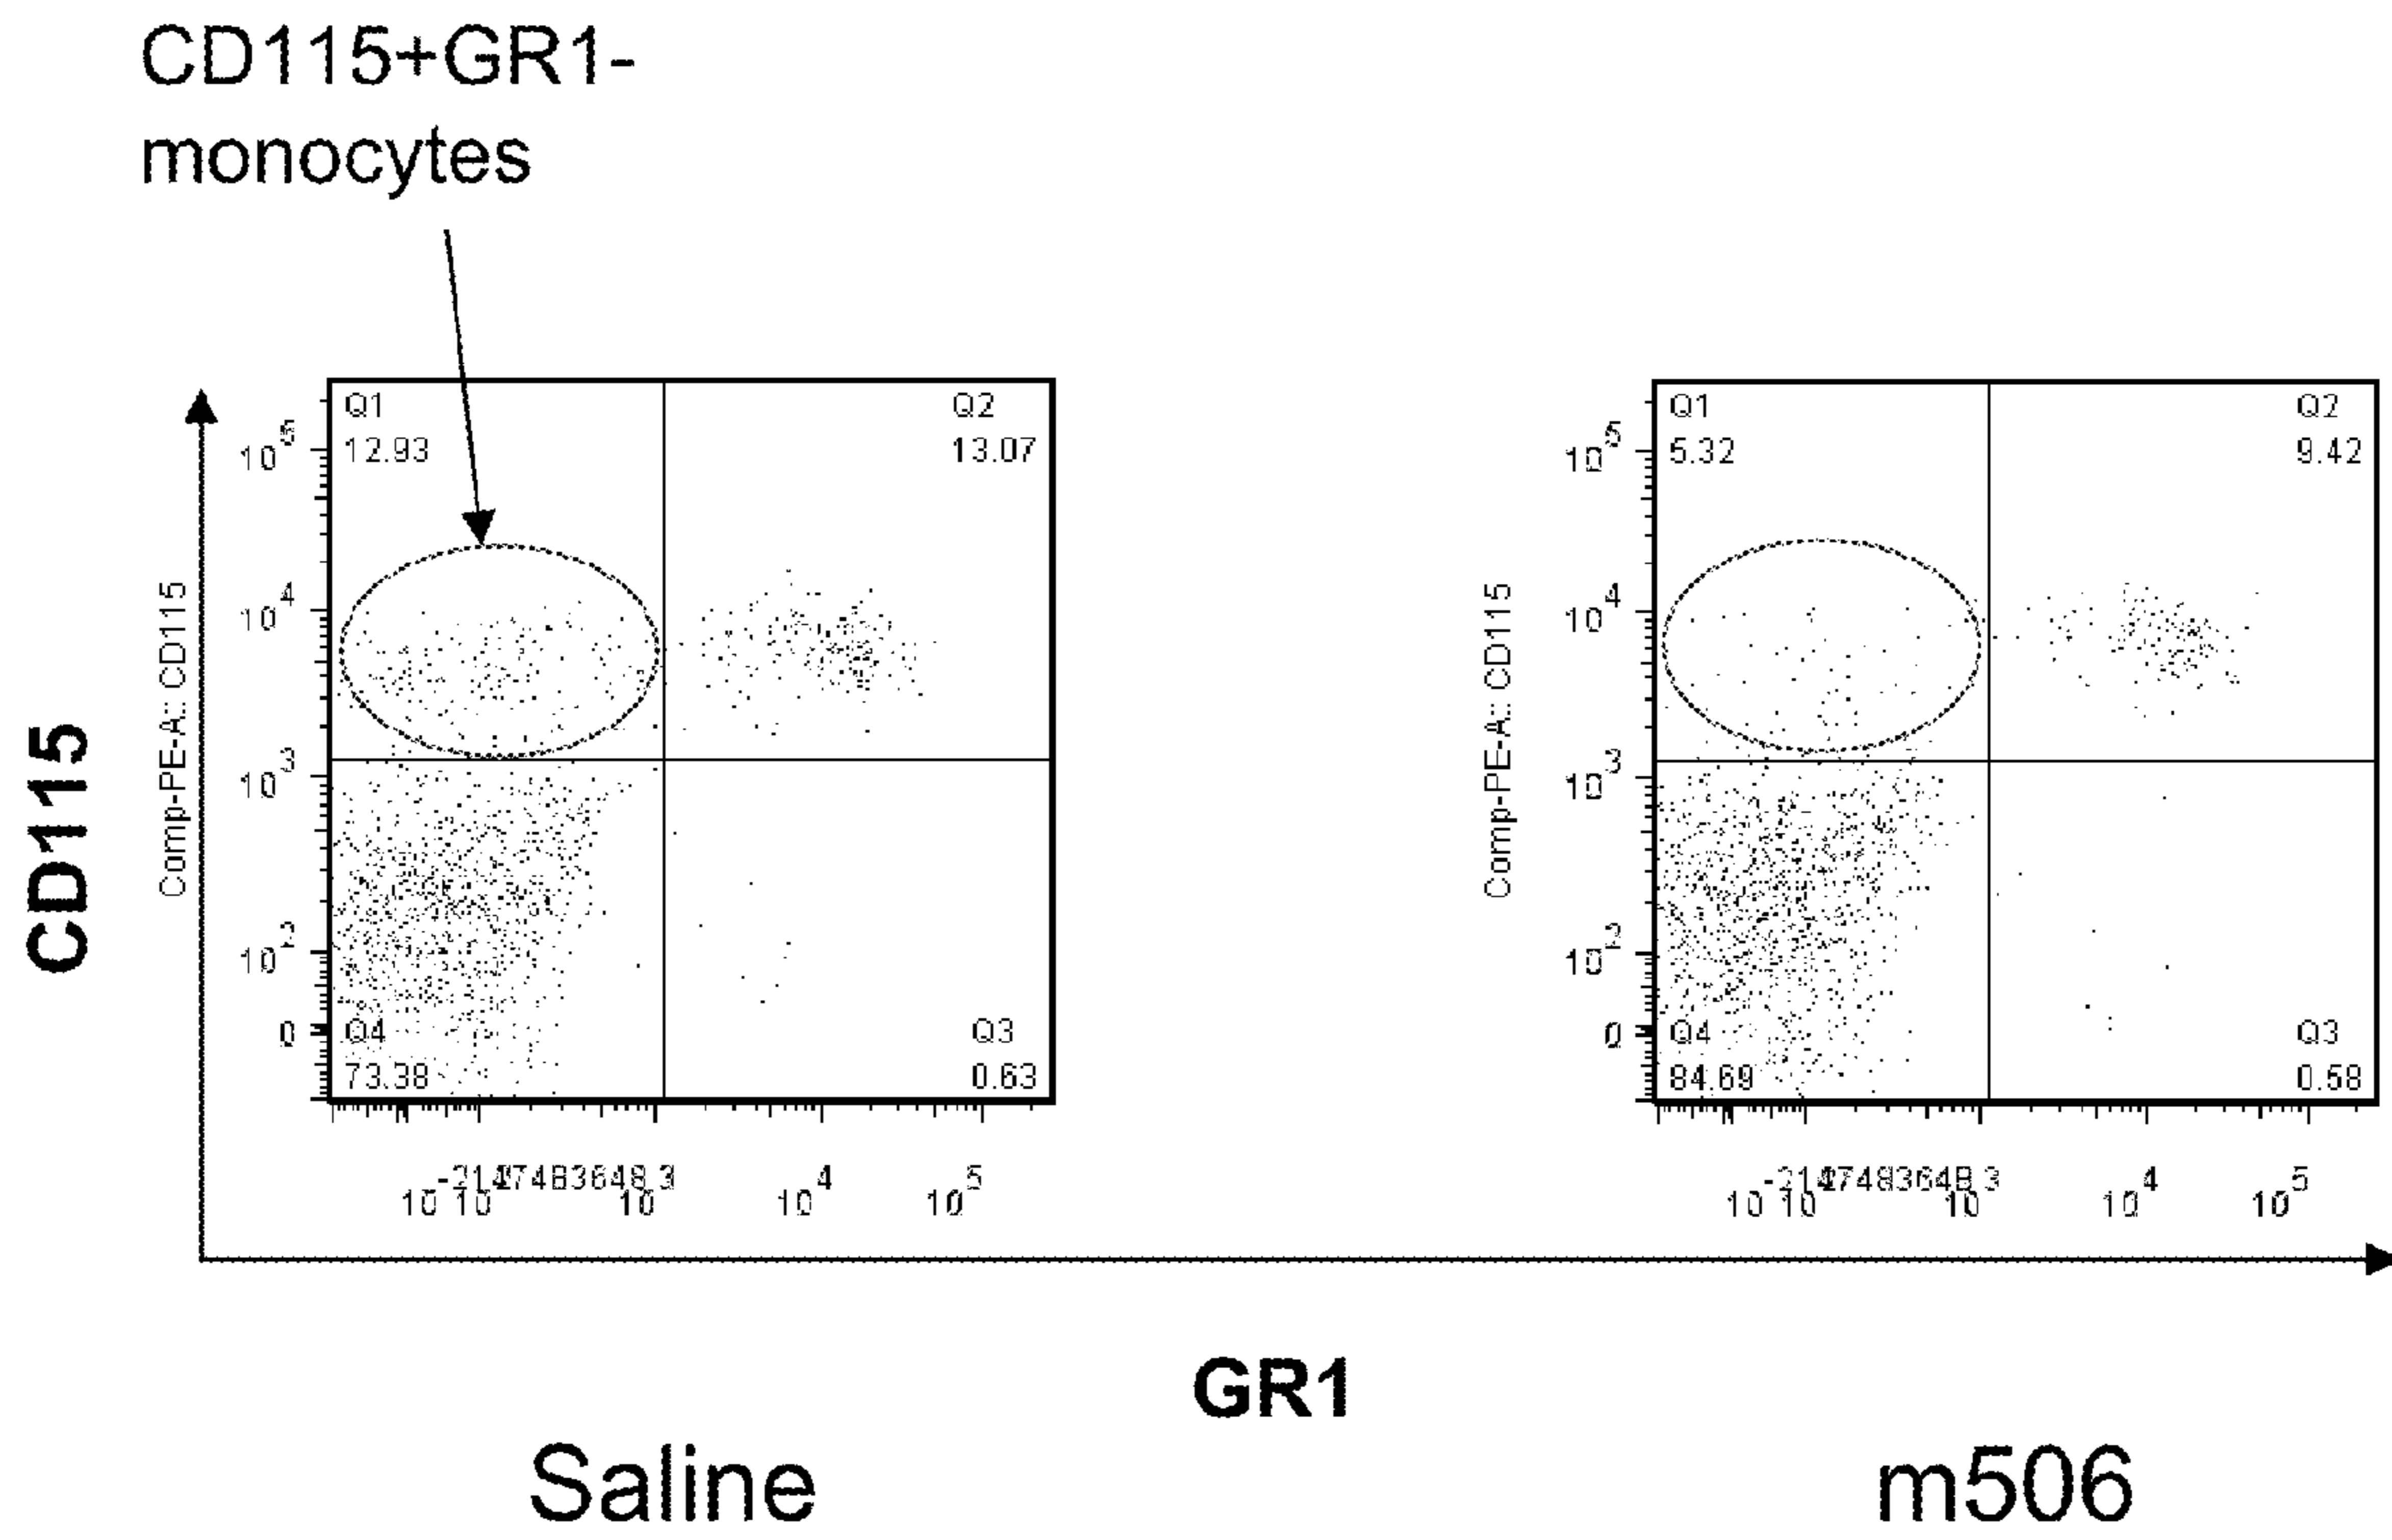 CD115+GR1-
monocytes
CD115
Comp-PE-A:: CD115
Q1
12.93
Q2
13.07
Q4
73.38
Q3
0.63
10^5
10^4
10^3
10^2
0
10^3
10^4
10^5
Comp-PE-A:: CD115
Q1
5.32
Q2
9.42
Q4
84.69
Q3
0.58
10^5
10^4
10^3
10^2
0
10^3
10^4
10^5
GR1
Saline
m506